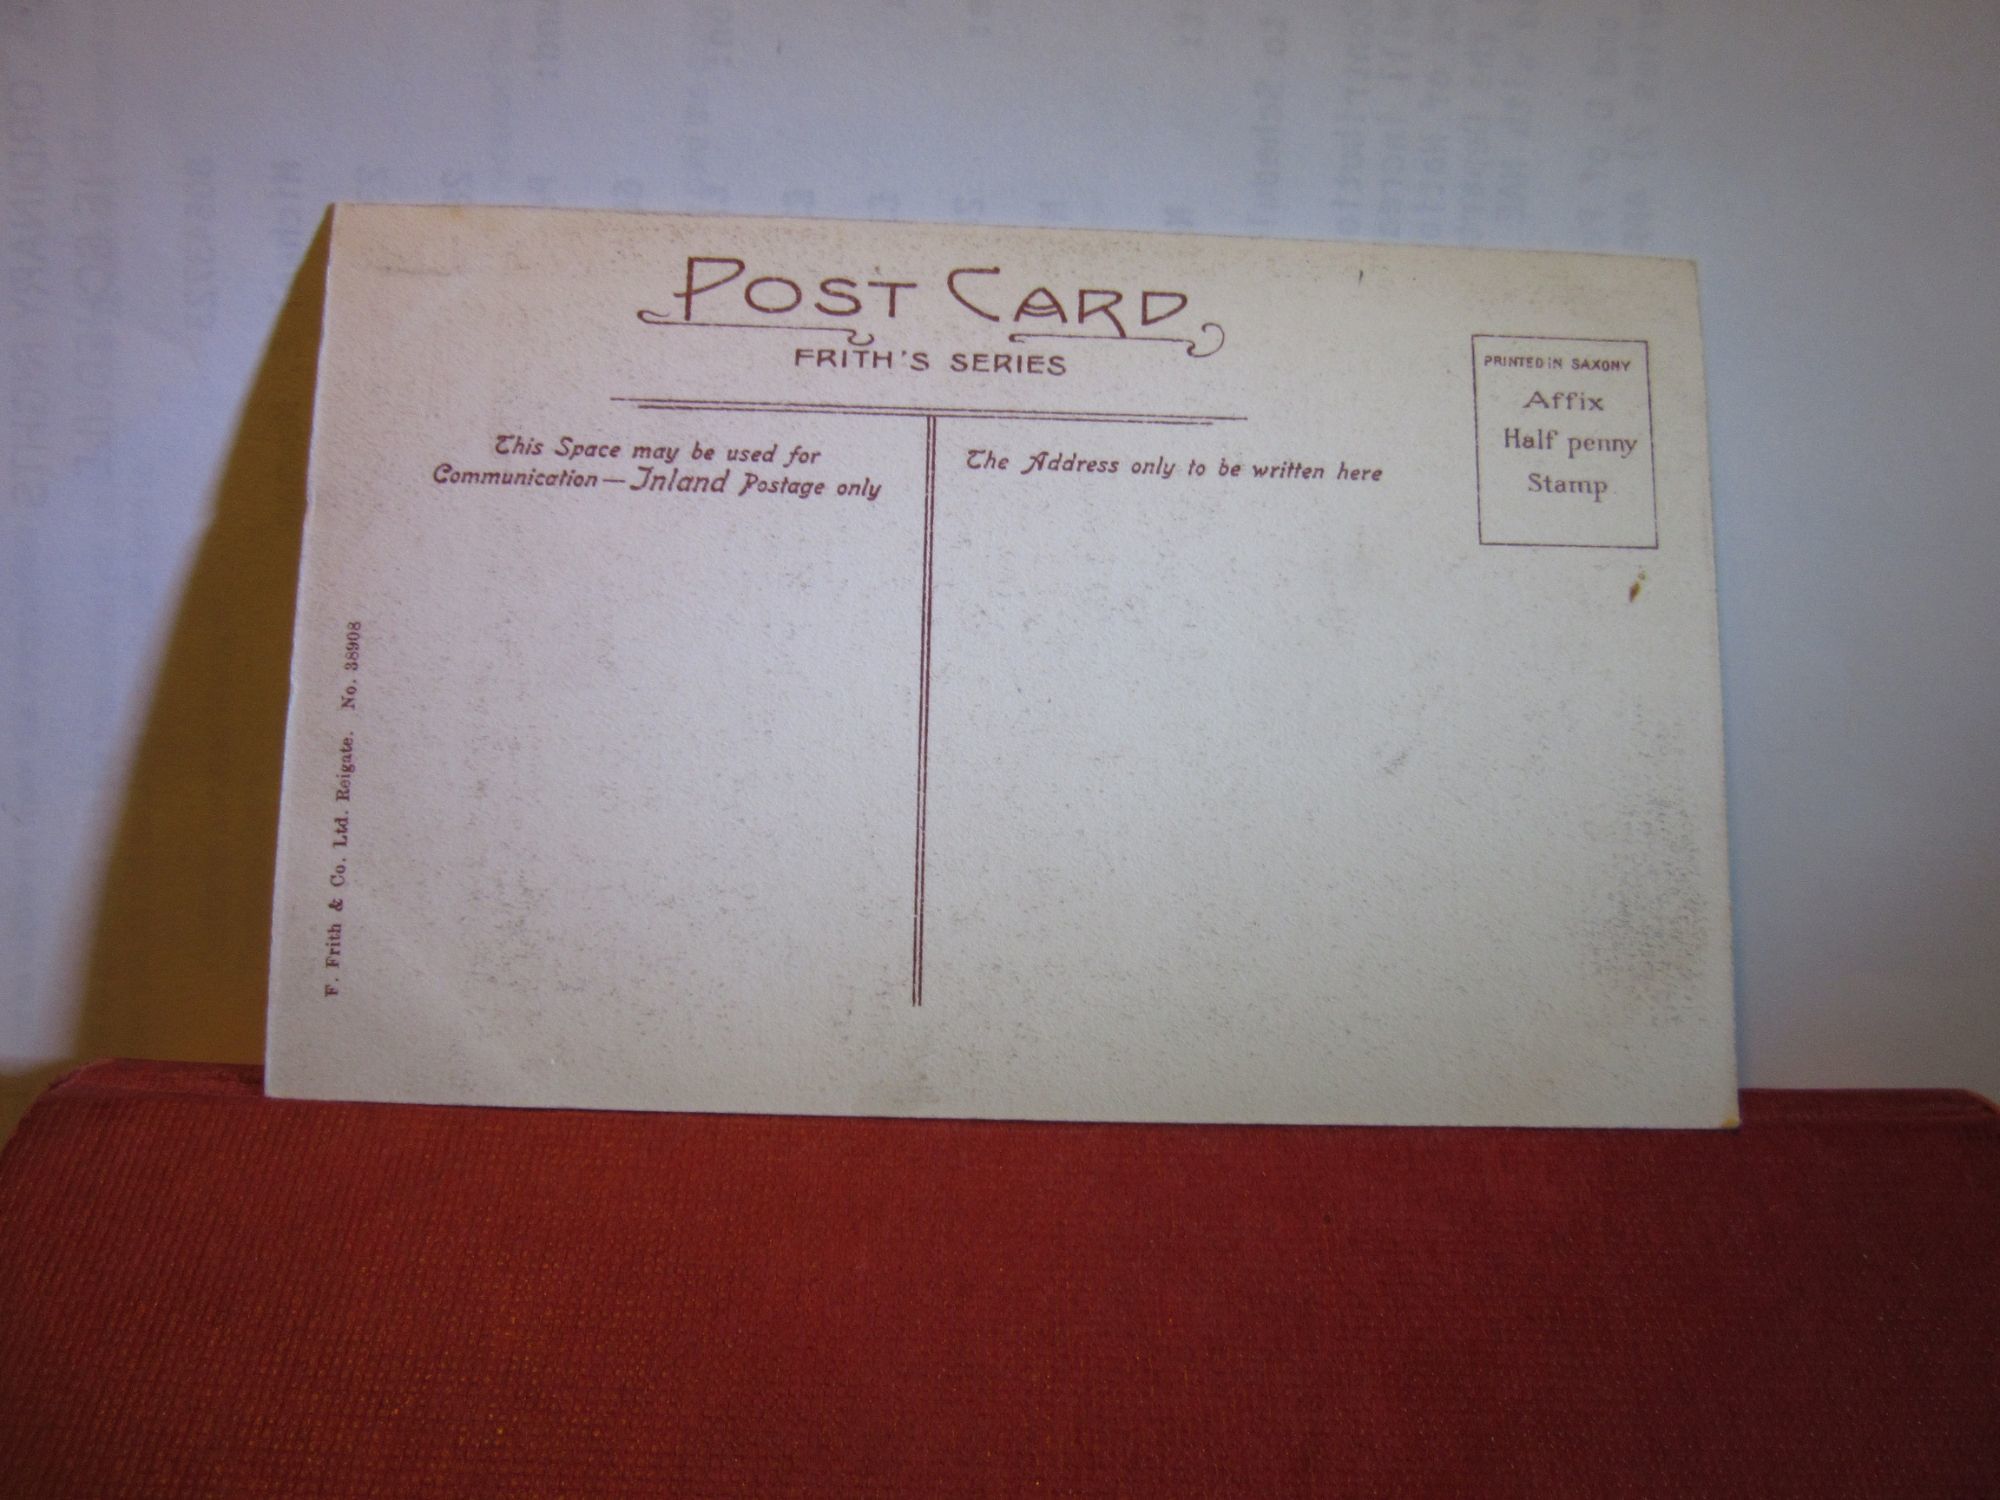 POST CARD
FRITH'S SERIES
This Space may be used for
Communication — Inland Postage only
The Address only to be written here
PRINTED IN SAXONY
Affix
Half penny
Stamp
F. Frith & Co. Ltd. Reigate. No. 38908